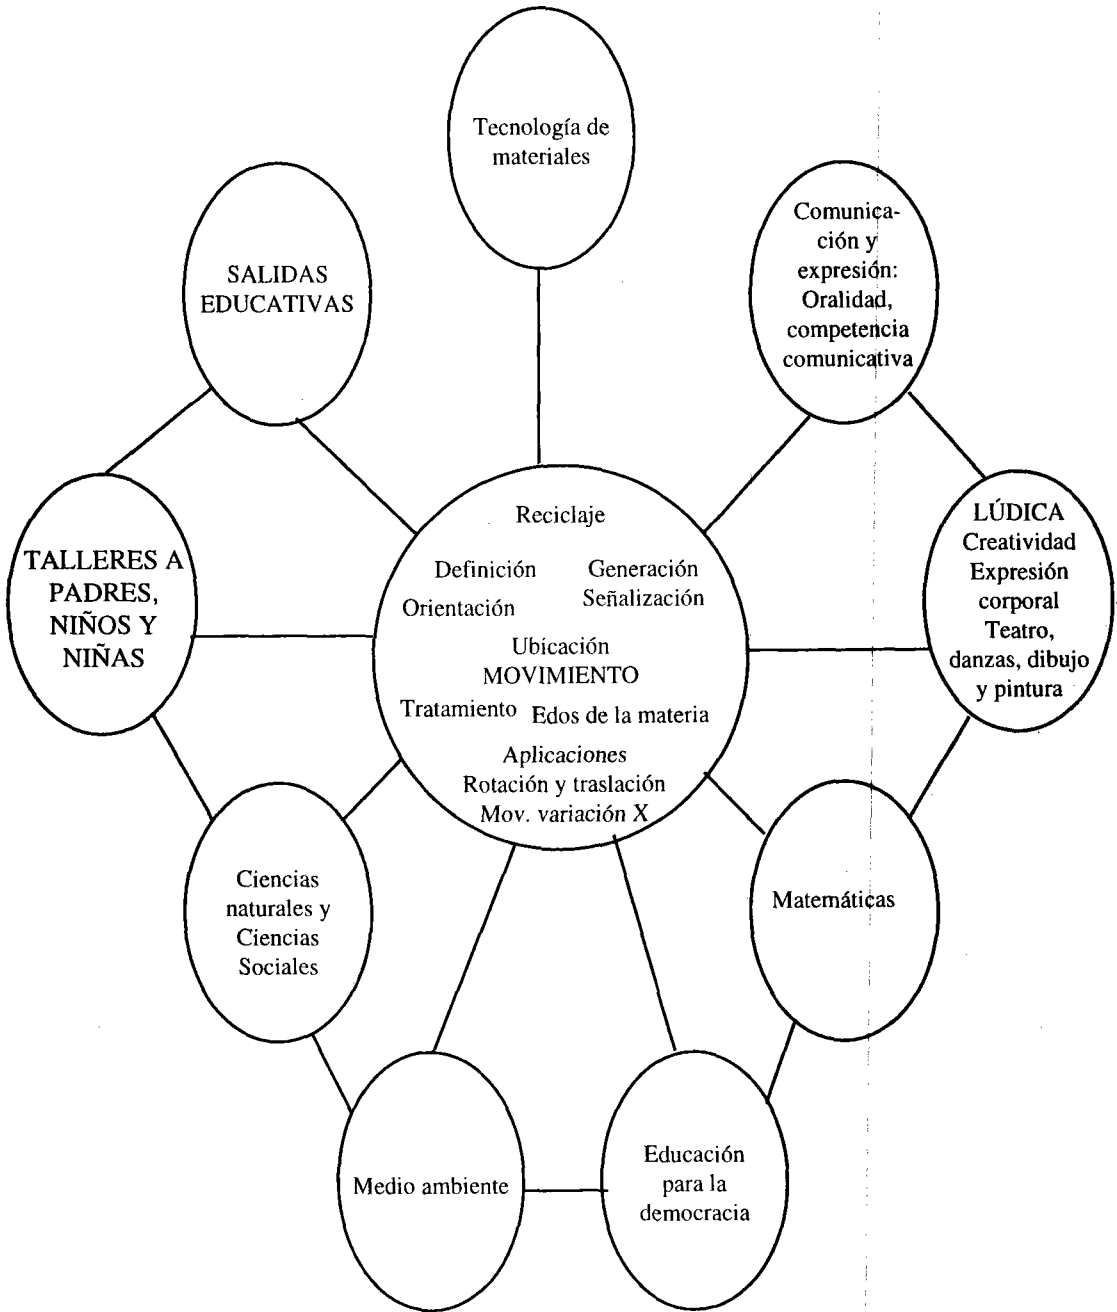 Tecnología de
materiales
SALIDAS
EDUCATIVAS
Comunica-
ción y
expresión:
Oralidad,
competencia
comunicativa
TALLERES A
PADRES,
NIÑOS Y
NIÑAS
Reciclaje
Definición
Generación
Orientación
Señalización
Ubicación
MOVIMIENTO
Tratamiento
Edos de la materia
Aplicaciones
Rotación y traslación
Mov. variación X
LÚDICA
Creatividad
Expresión
corporal
Teatro,
danzas, dibujo
y pintura
Ciencias
naturales y
Ciencias
Sociales
Matemáticas
Medio ambiente
Educación
para la
democracia